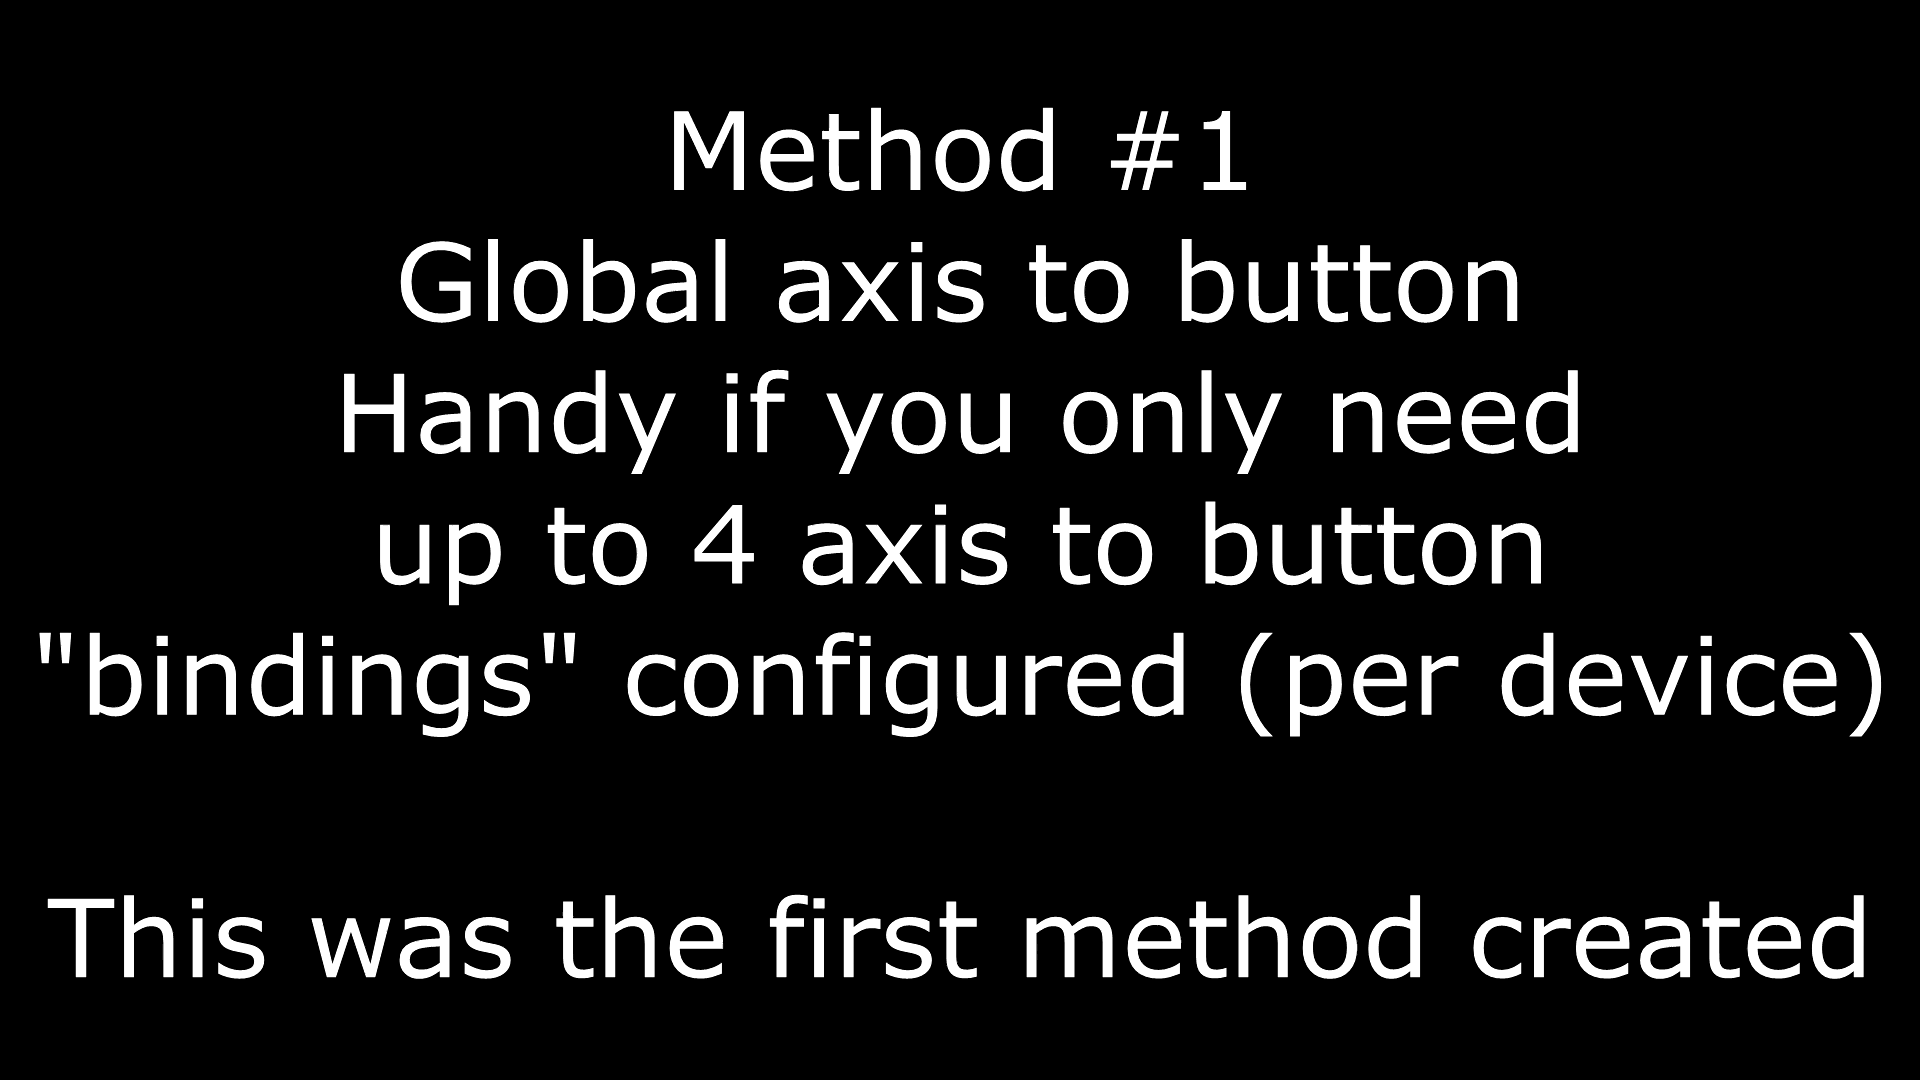 Method #1
Global axis to button
Handy if you only need
up to 4 axis to button
"bindings" configured (per device)
This was the first method created